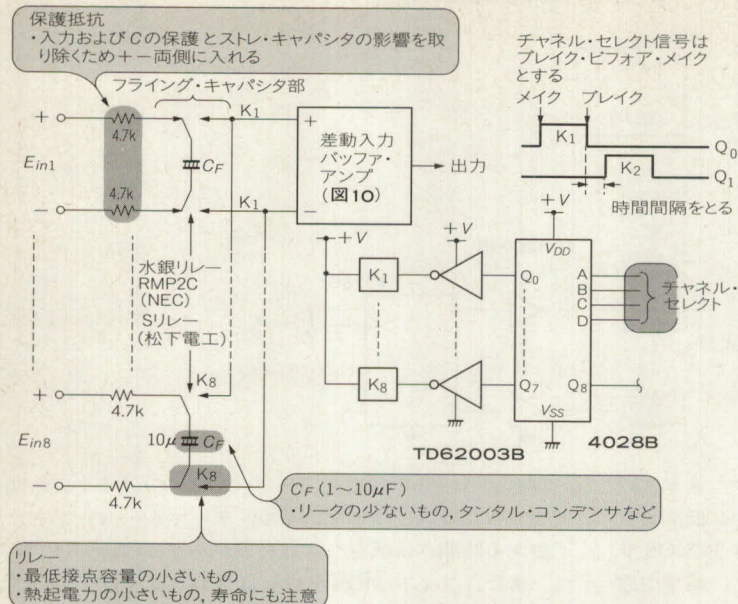 保護抵抗
・入力およびCの保護とストレ・キャパシタの影響を取
り除くため+−両側に入れる
フライング・キャパシタ部
+
4.7k
Ein1
CF
4.7k
−
K1
K1
+
−
差動入力
バッファ・
アンプ
(図10)
出力
チャネル・セレクト信号は
ブレイク・ビフォア・メイク
とする
メイク
ブレイク
K1
Q0
K2
Q1
時間間隔をとる
水銀リレー
RMP2C
(NEC)
Sリレー
(松下電工)
+V
+V
+V
VDD
K1
Q0
A
B
C
D
チャネル・
セレクト
K8
Q7
Q8
VSS
TD62003B
4028B
+
4.7k
K8
Ein8
10μ
CF
K8
−
4.7k
CF(1〜10μF)
・リークの少ないもの,タンタル・コンデンサなど
リレー
・最低接点容量の小さいもの
・熱起電力の小さいもの,寿命にも注意